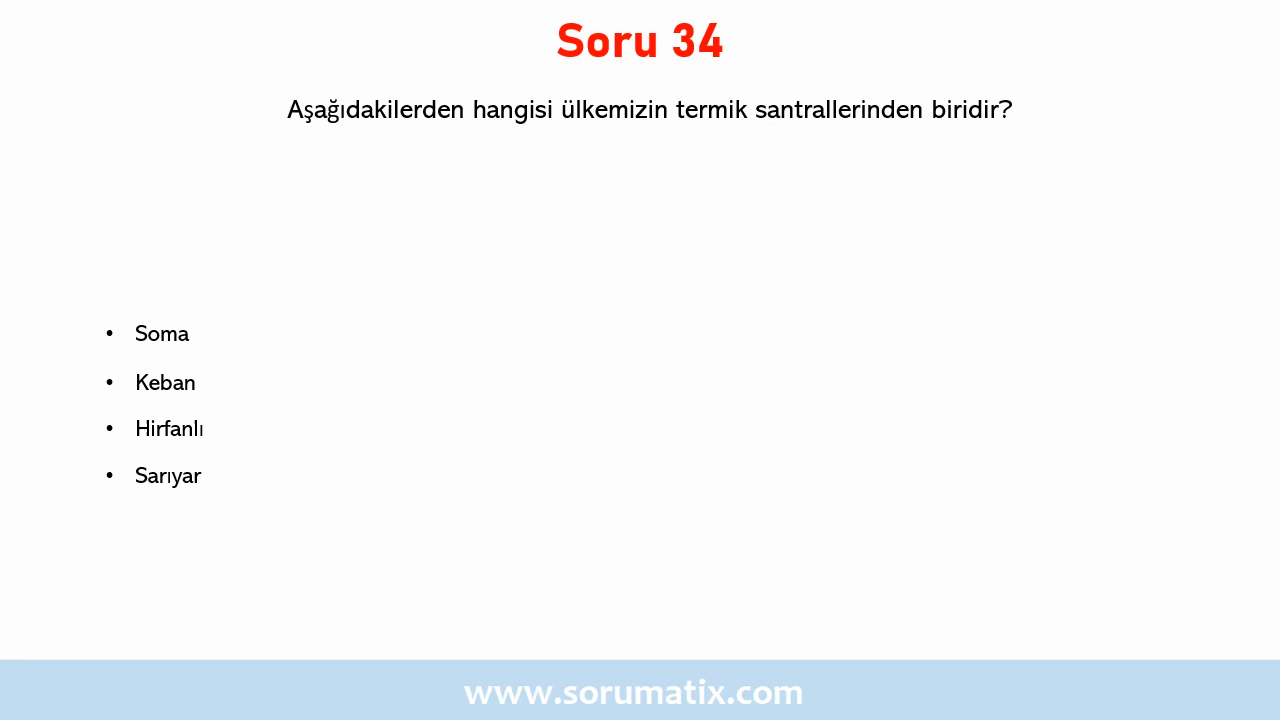 Soru 34
Aşağıdakilerden hangisi ülkemizin termik santrallerinden biridir?
• Soma
• Keban
• Hirfanlı
• Sarıyar
www.sorumatix.com